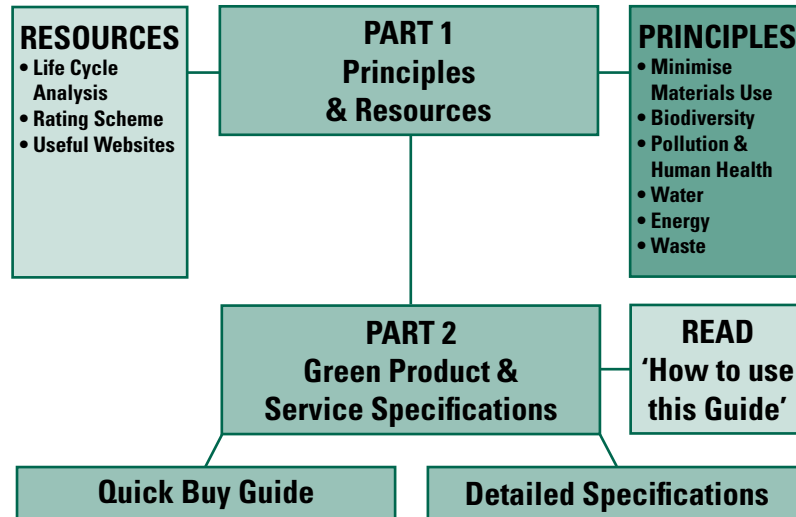 RESOURCES
• Life Cycle
Analysis
• Rating Scheme
• Useful Websites
PART 1
Principles
& Resources
PRINCIPLES
• Minimise
Materials Use
• Biodiversity
• Pollution &
Human Health
• Water
• Energy
• Waste
PART 2
Green Product &
Service Specifications
READ
‘How to use
this Guide’
Quick Buy Guide
Detailed Specifications